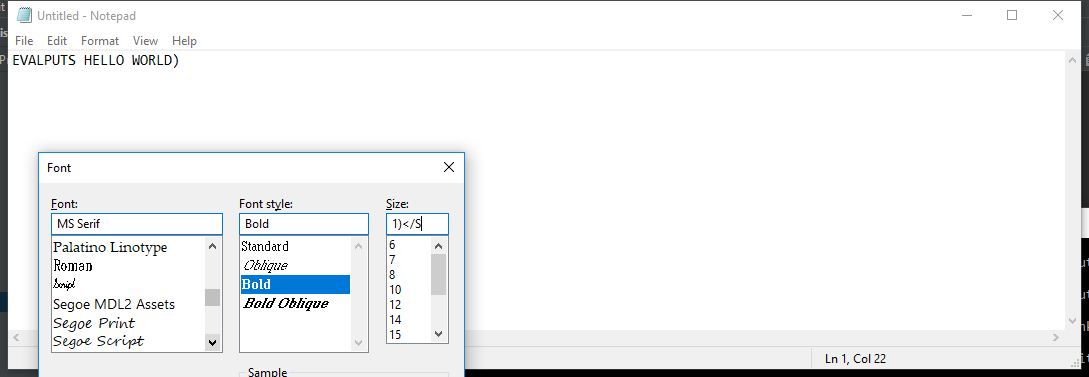 Untitled - Notepad
File Edit Format View Help
EVALPUTS HELLO WORLD)
Font
Font: Font style: Size:
MS Serif Bold 1)</S
Palatino Linotype
Roman
Script
Segoe MDL2 Assets
Segoe Print
Segoe Script
Standard
Oblique
Bold
Bold Oblique
6
7
8
10
12
14
15
Sample
Ln 1, Col 22